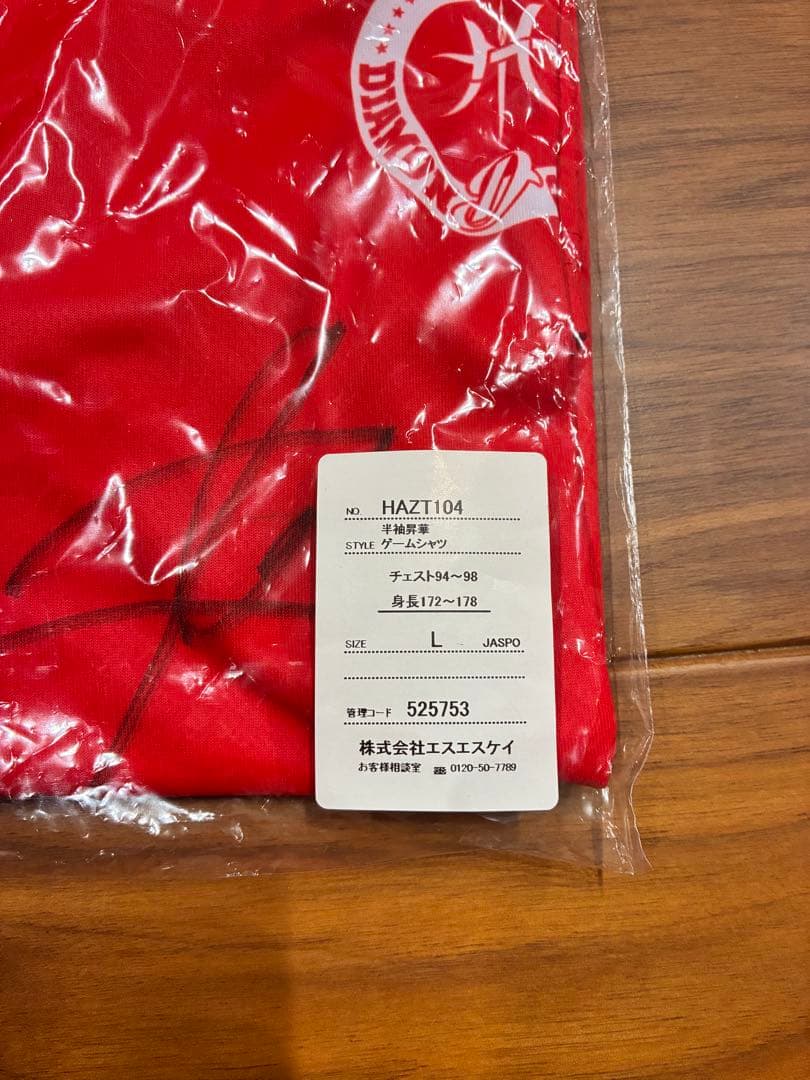 DIAMOND
NO. HAZT104
半袖昇華
STYLE ゲームシャツ
チェスト94～98
身長172～178
SIZE L JASPO
管理コード 525753
株式会社エスエスケイ
お客様相談室 0120-50-7789